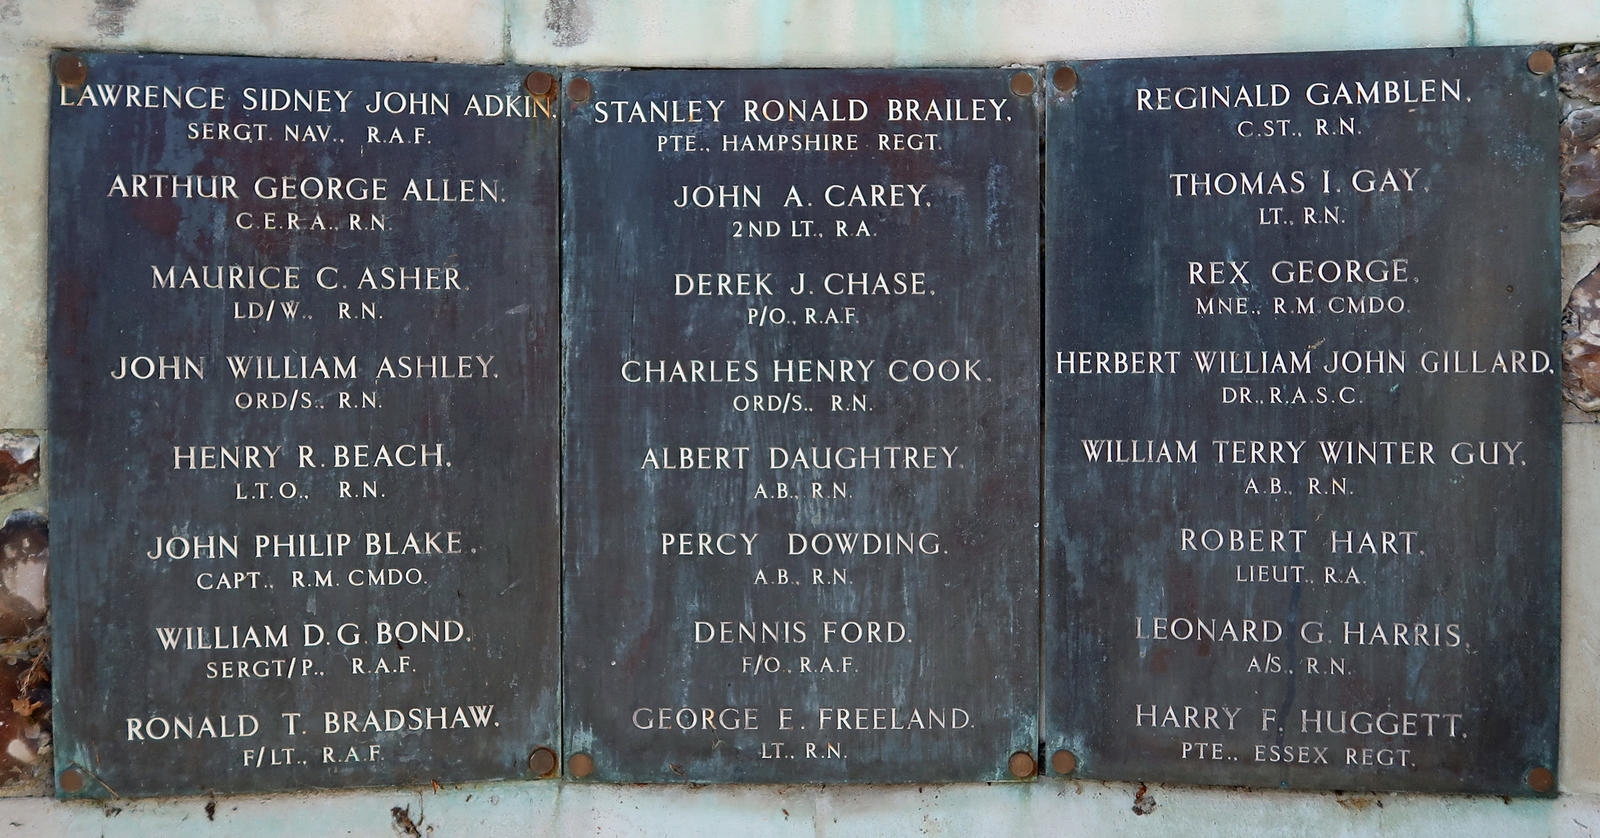 LAWRENCE SIDNEY JOHN ADKIN.
SERGT. NAV., R.A.F.
ARTHUR GEORGE ALLEN.
C.E.R.A., R.N.
MAURICE C. ASHER.
LD/W., R.N.
JOHN WILLIAM ASHLEY.
ORD/S., R.N.
HENRY R. BEACH.
L.T.O., R.N.
JOHN PHILIP BLAKE.
CAPT., R.M. CMDO.
WILLIAM D.G. BOND.
SERGT/P., R.A.F.
RONALD T. BRADSHAW.
F/LT., R.A.F.
STANLEY RONALD BRAILEY.
PTE., HAMPSHIRE REGT.
JOHN A. CAREY.
2ND LT., R.A.
DEREK J. CHASE.
P/O., R.A.F.
CHARLES HENRY COOK.
ORD/S., R.N.
ALBERT DAUGHTREY.
A.B., R.N.
PERCY DOWDING.
A.B., R.N.
DENNIS FORD.
F/O., R.A.F.
GEORGE E. FREELAND.
LT., R.N.
REGINALD GAMBLEN.
C.ST., R.N.
THOMAS I. GAY.
LT., R.N.
REX GEORGE.
MNE., R.M. CMDO.
HERBERT WILLIAM JOHN GILLARD.
DR., R.A.S.C.
WILLIAM TERRY WINTER GUY.
A.B., R.N.
ROBERT HART.
LIEUT., R.A.
LEONARD G. HARRIS.
A/S., R.N.
HARRY F. HUGGETT.
PTE., ESSEX REGT.